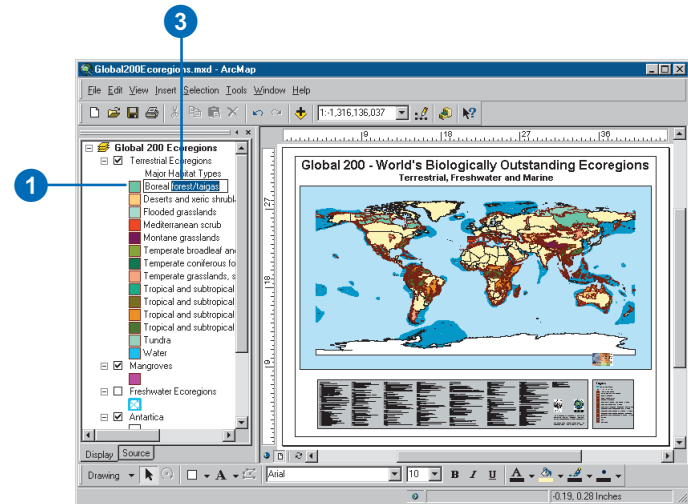 3
Global200Ecoregions.mxd - ArcMap
File Edit View Insert Selection Tools Window Help
1:-1,316,136,037
Global 200 Ecoregions
Terrestrial Ecoregions
Major Habitat Types
1
Boreal forest/taigas
Deserts and xeric shrubl
Flooded grasslands
Mediterranean scrub
Montane grasslands
Temperate broadleaf and
Temperate coniferous fo
Temperate grasslands, s
Tropical and subtropical
Tropical and subtropical
Tropical and subtropical
Tropical and subtropical
Tundra
Water
Mangroves
Freshwater Ecoregions
Antartica
Display Source
9 18 27 36
27
18
9
Global 200 - World's Biologically Outstanding Ecoregions
Terrestrial, Freshwater and Marine
Drawing A Arial 10 B I U A
-0.19, 0.28 Inches